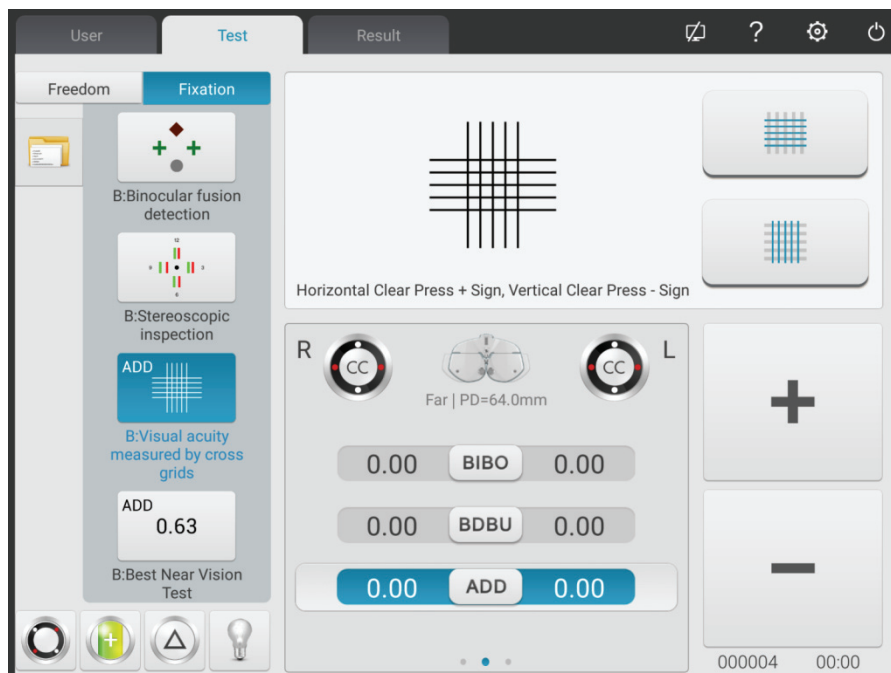 User
Test
Result
?
Freedom
Fixation
B:Binocular fusion
detection
12
9
3
6
B:Stereoscopic
inspection
ADD
B:Visual acuity
measured by cross
grids
ADD
0.63
B:Best Near Vision
Test
Horizontal Clear Press + Sign, Vertical Clear Press - Sign
R
CC
CC
L
Far | PD=64.0mm
0.00 BIBO 0.00
0.00 BDBU 0.00
0.00 ADD 0.00
+
−
000004 00:00